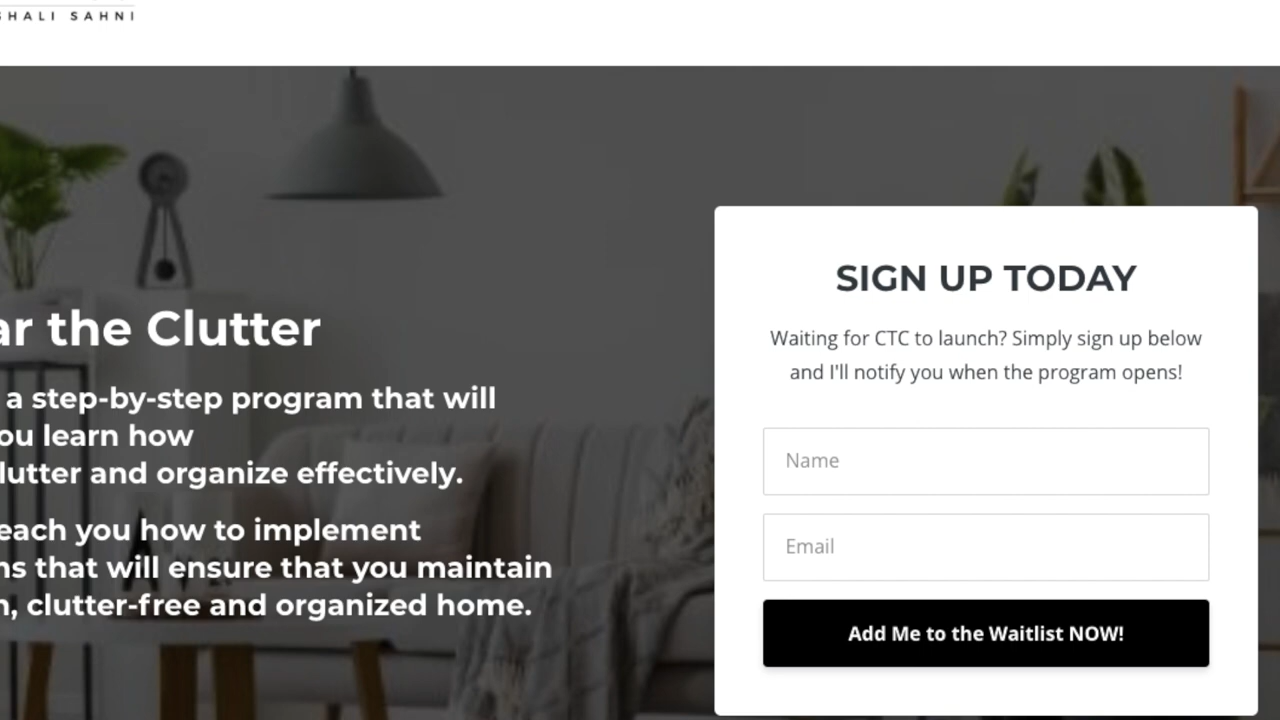 SHALI SAHNI
ar the Clutter
a step-by-step program that will
ou learn how
lutter and organize effectively.
each you how to implement
ns that will ensure that you maintain
n, clutter-free and organized home.
SIGN UP TODAY
Waiting for CTC to launch? Simply sign up below
and I'll notify you when the program opens!
Name
Email
Add Me to the Waitlist NOW!